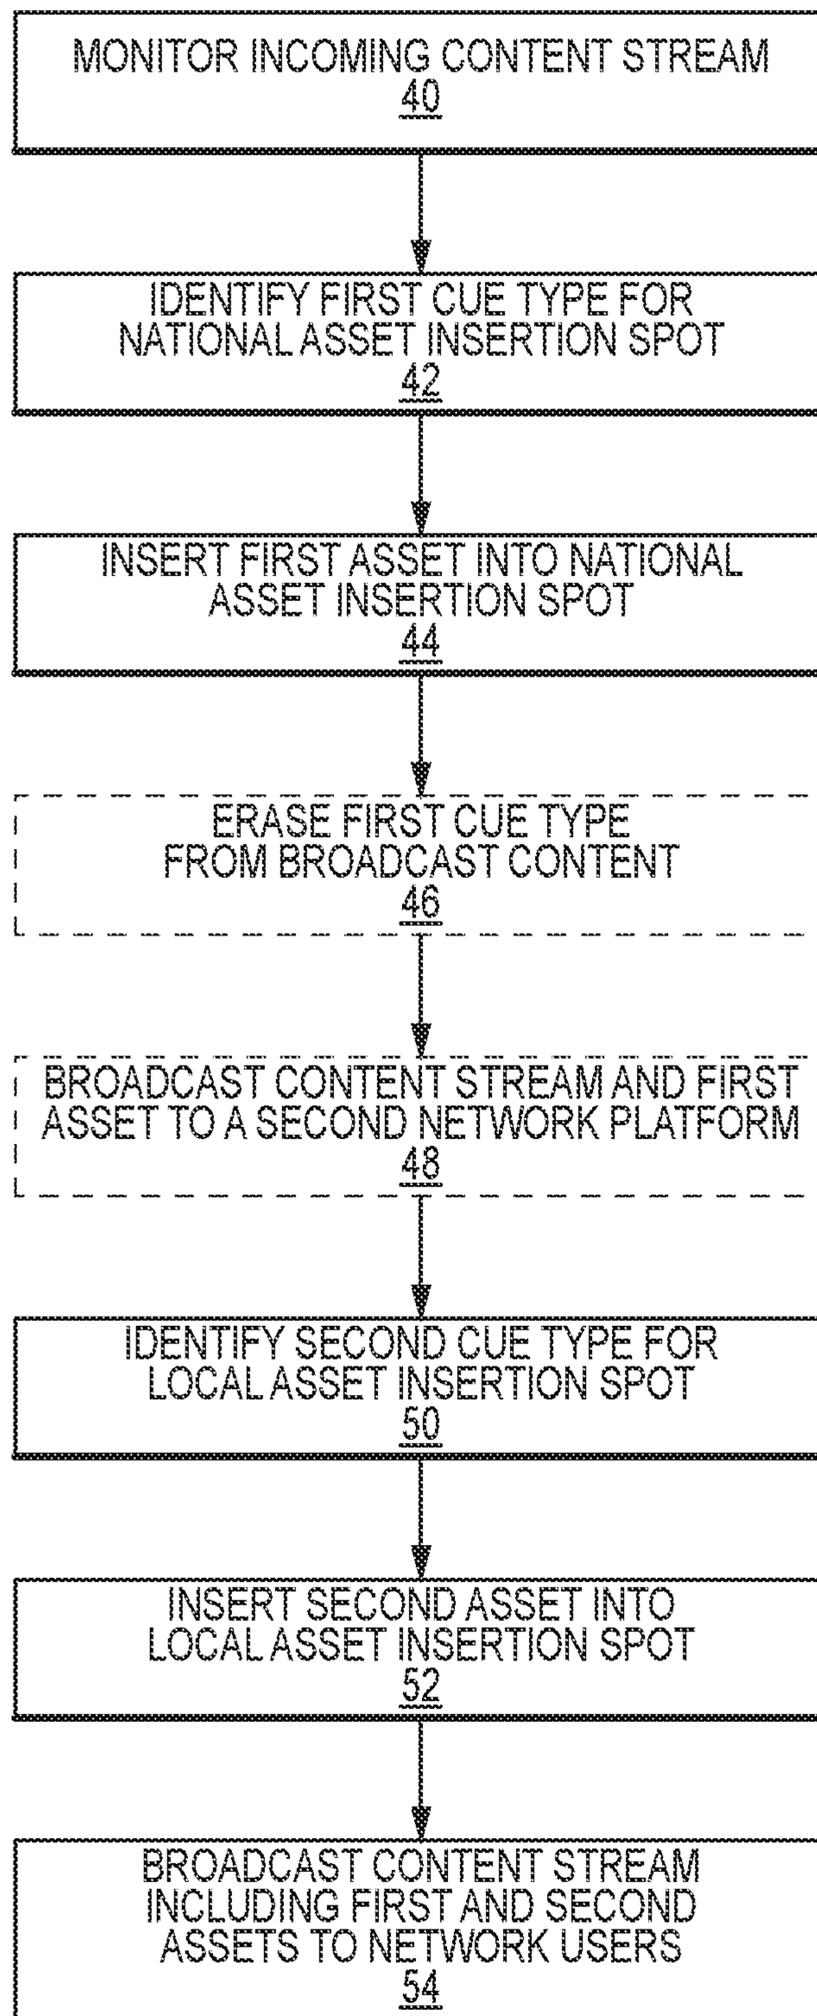 MONITOR INCOMING CONTENT STREAM
40
IDENTIFY FIRST CUE TYPE FOR
NATIONAL ASSET INSERTION SPOT
42
INSERT FIRST ASSET INTO NATIONAL
ASSET INSERTION SPOT
44
ERASE FIRST CUE TYPE
FROM BROADCAST CONTENT
46
BROADCAST CONTENT STREAM AND FIRST
ASSET TO A SECOND NETWORK PLATFORM
48
IDENTIFY SECOND CUE TYPE FOR
LOCAL ASSET INSERTION SPOT
50
INSERT SECOND ASSET INTO
LOCAL ASSET INSERTION SPOT
52
BROADCAST CONTENT STREAM
INCLUDING FIRST AND SECOND
ASSETS TO NETWORK USERS
54